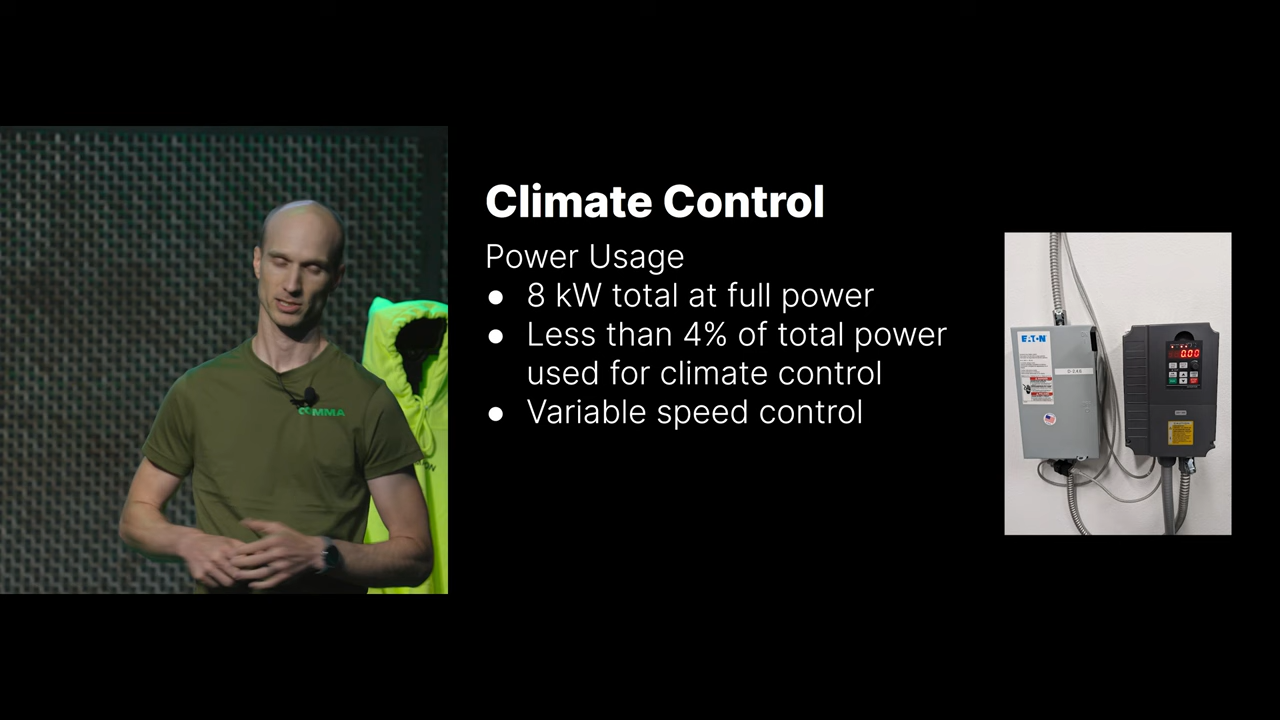 Climate Control
Power Usage
● 8 kW total at full power
● Less than 4% of total power
used for climate control
● Variable speed control
COMMA
EATON
0.00